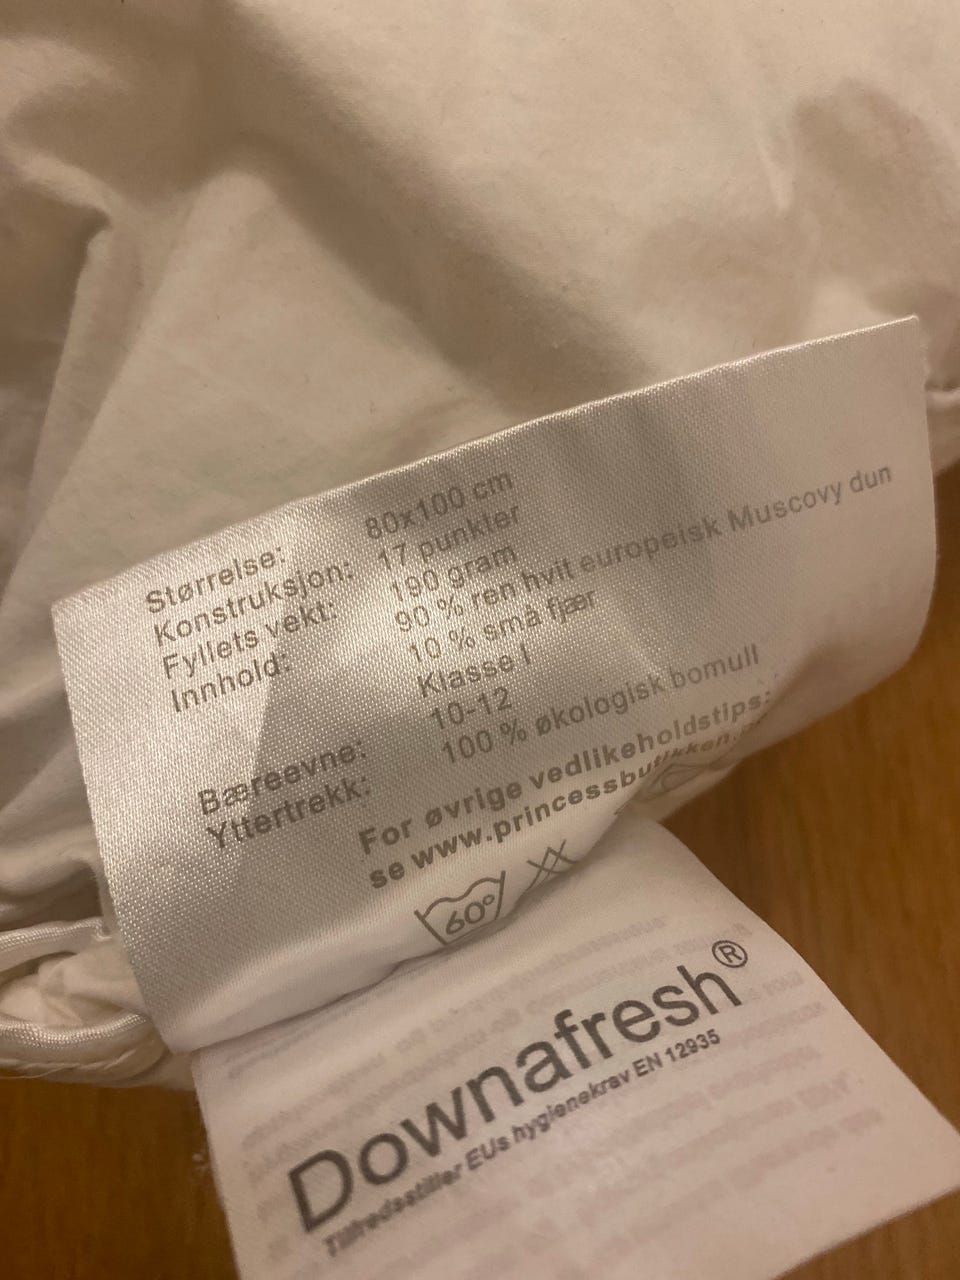 Størrelse: 80x100 cm
Konstruksjon: 17 punkter
Fyllets vekt: 190 gram
Innhold: 90 % ren hvit europeisk Muscovy dun
10 % små fjær
Klasse I
Bæreevne: 10-12
Yttertrekk: 100 % økologisk bomull
For øvrige vedlikeholdstips:
se www.princessbutikken.
60°
Downafresh®
Tilfredsstiller EUs hygienekrav EN 12935